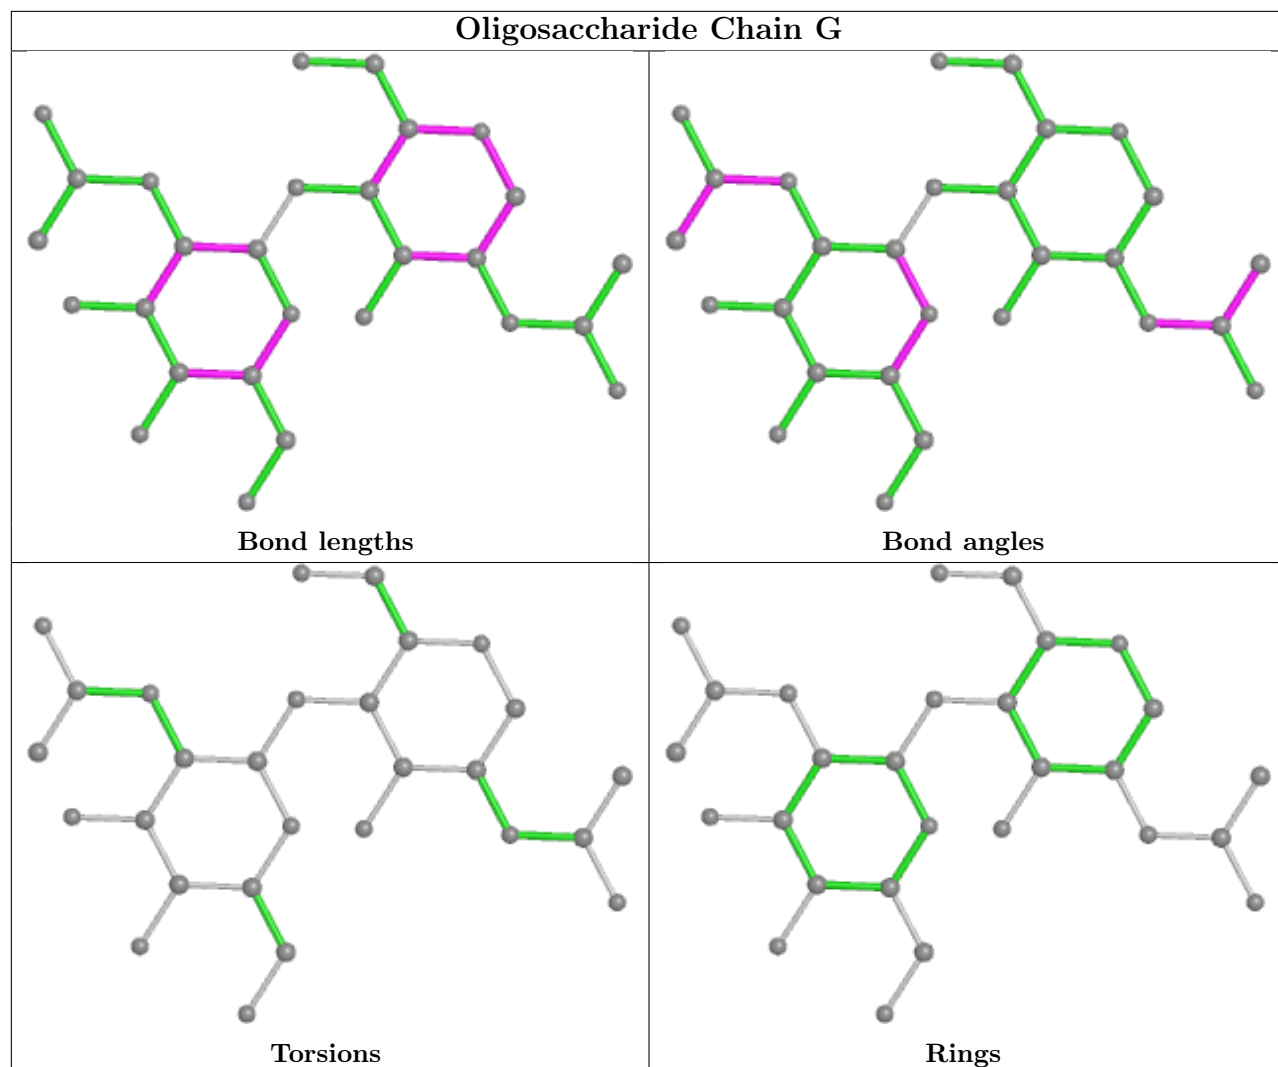 Oligosaccharide Chain G
Bond lengths
Bond angles
Torsions
Rings